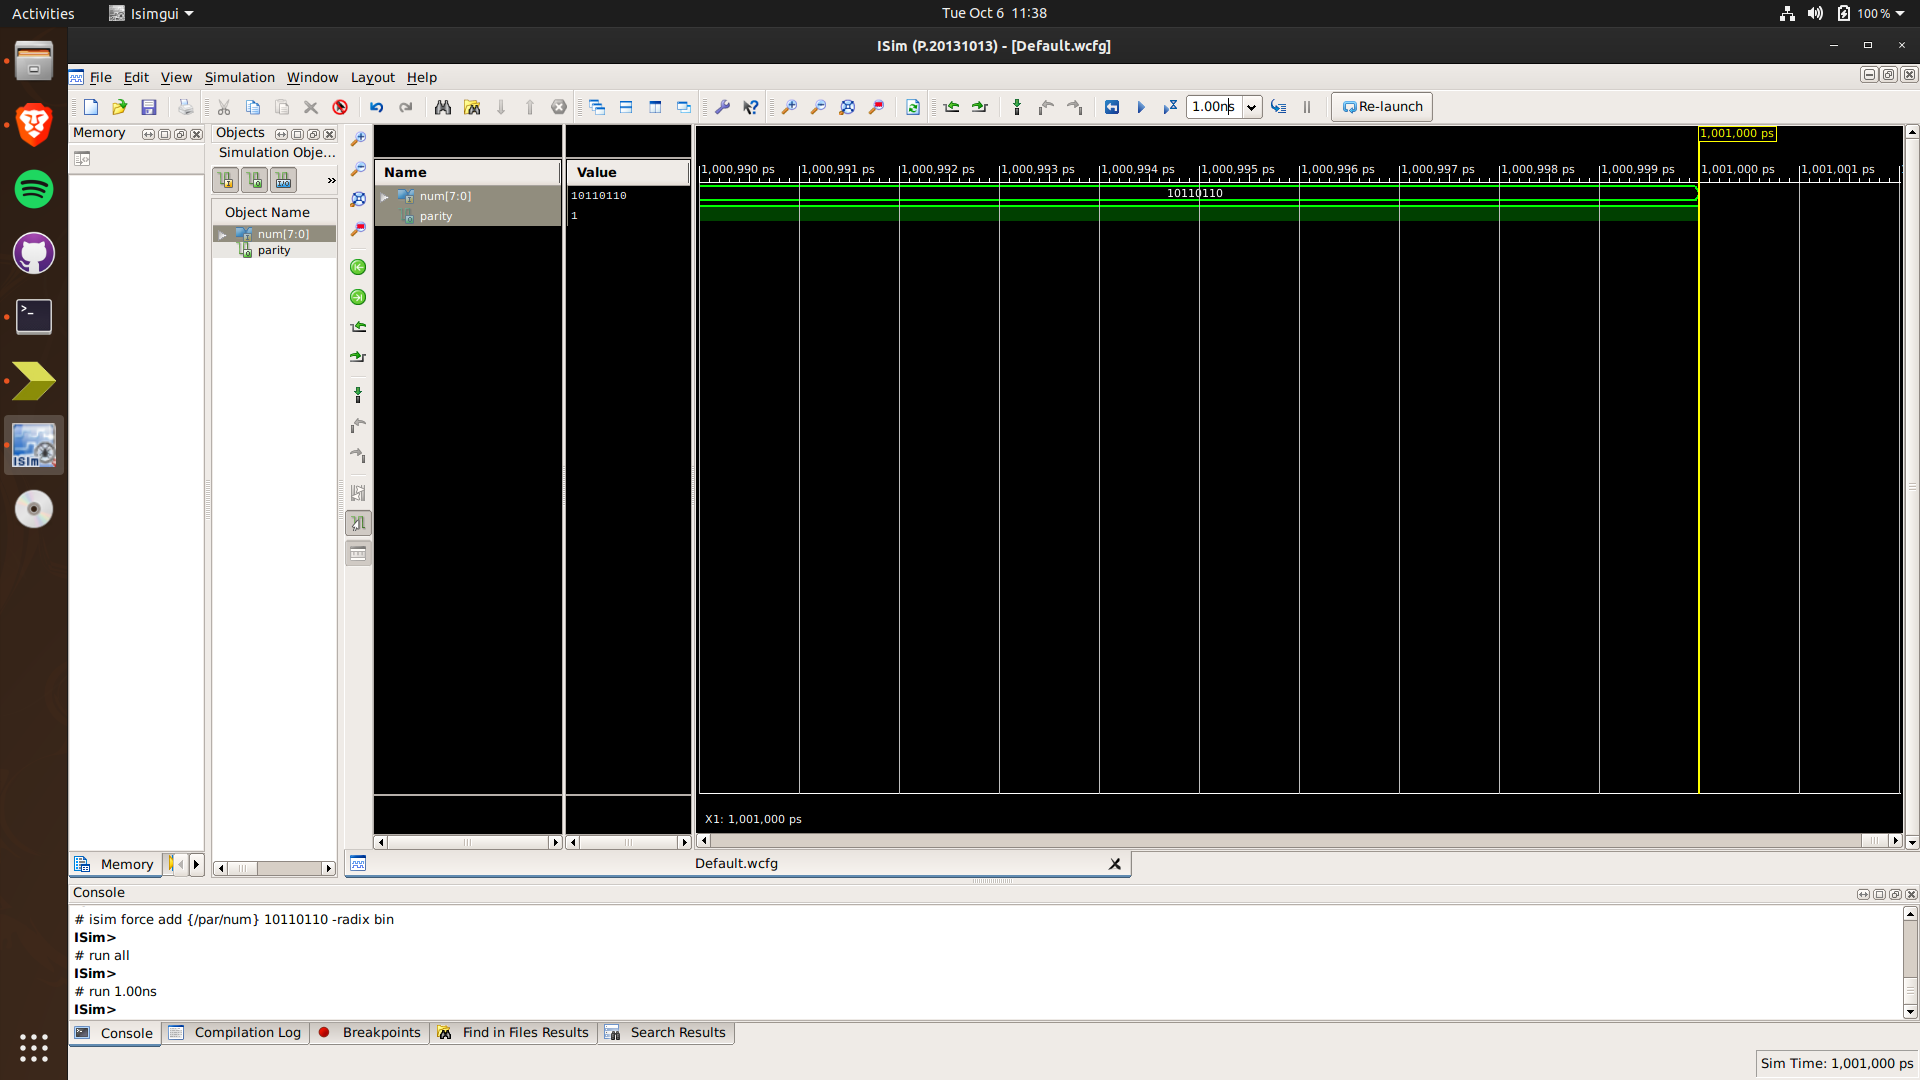 Activities
Isimgui
Tue Oct 6 11:38
100 %
ISim (P.20131013) - [Default.wcfg]
File Edit View Simulation Window Layout Help
1.00ns
Re-launch
Memory
Objects
Simulation Obje...
»
Object Name
num[7:0]
parity
Name
Value
num[7:0]
10110110
parity
1
1,001,000 ps
1,000,990 ps
1,000,991 ps
1,000,992 ps
1,000,993 ps
1,000,994 ps
1,000,995 ps
1,000,996 ps
1,000,997 ps
1,000,998 ps
1,000,999 ps
1,001,000 ps
1,001,001 ps
10110110
X1: 1,001,000 ps
Memory
Default.wcfg
ISim
Console
# isim force add {/par/num} 10110110 -radix bin
ISim>
# run all
ISim>
# run 1.00ns
ISim>
Console
Compilation Log
Breakpoints
Find in Files Results
Search Results
Sim Time: 1,001,000 ps